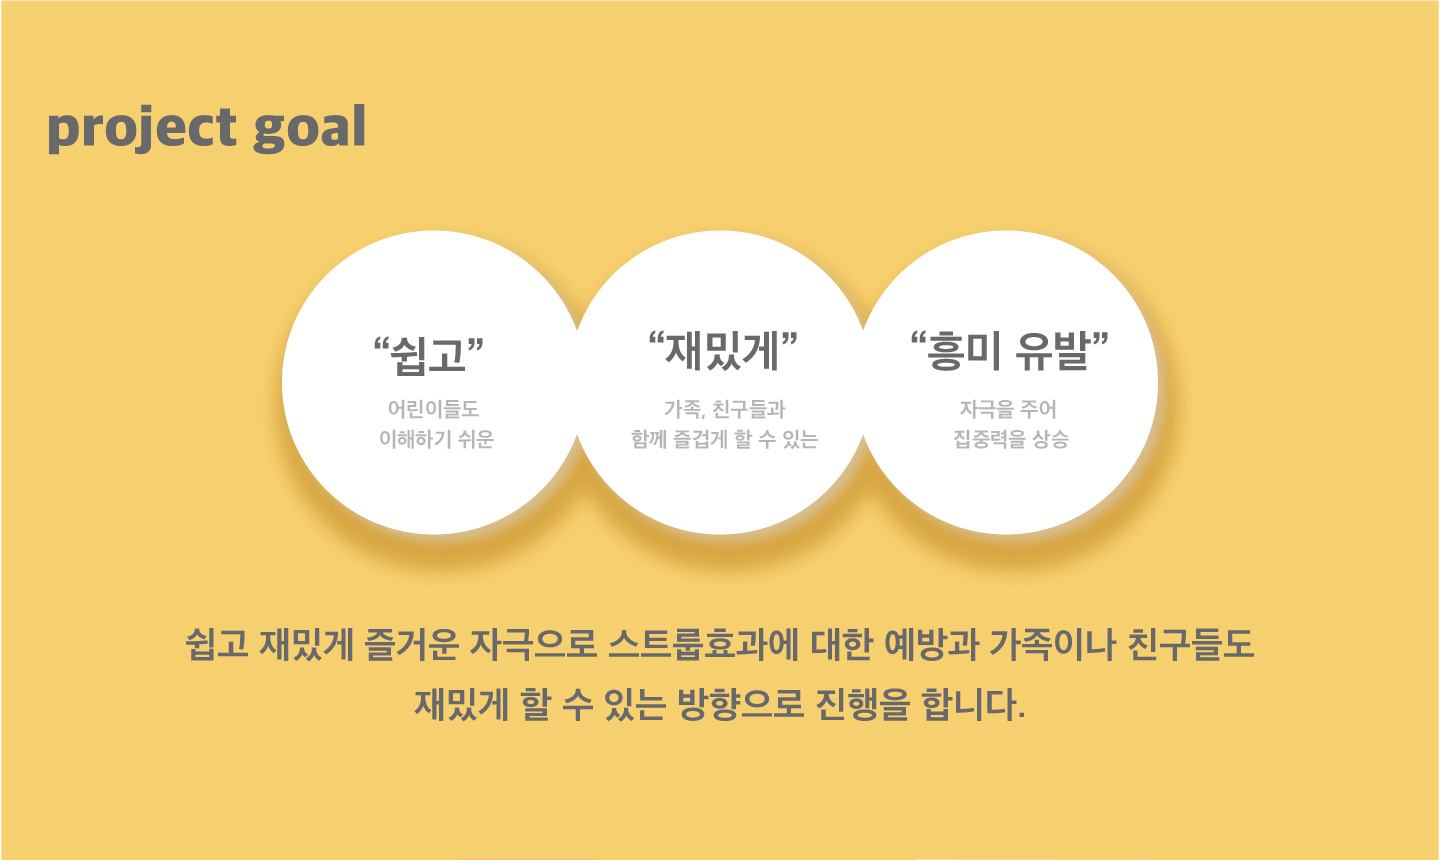 project goal
“쉽고”
어린이들도
이해하기 쉬운
“재밌게”
가족, 친구들과
함께 즐겁게 할 수 있는
“흥미 유발”
자극을 주어
집중력을 상승
쉽고 재밌게 즐거운 자극으로 스트룹효과에 대한 예방과 가족이나 친구들도
재밌게 할 수 있는 방향으로 진행을 합니다.